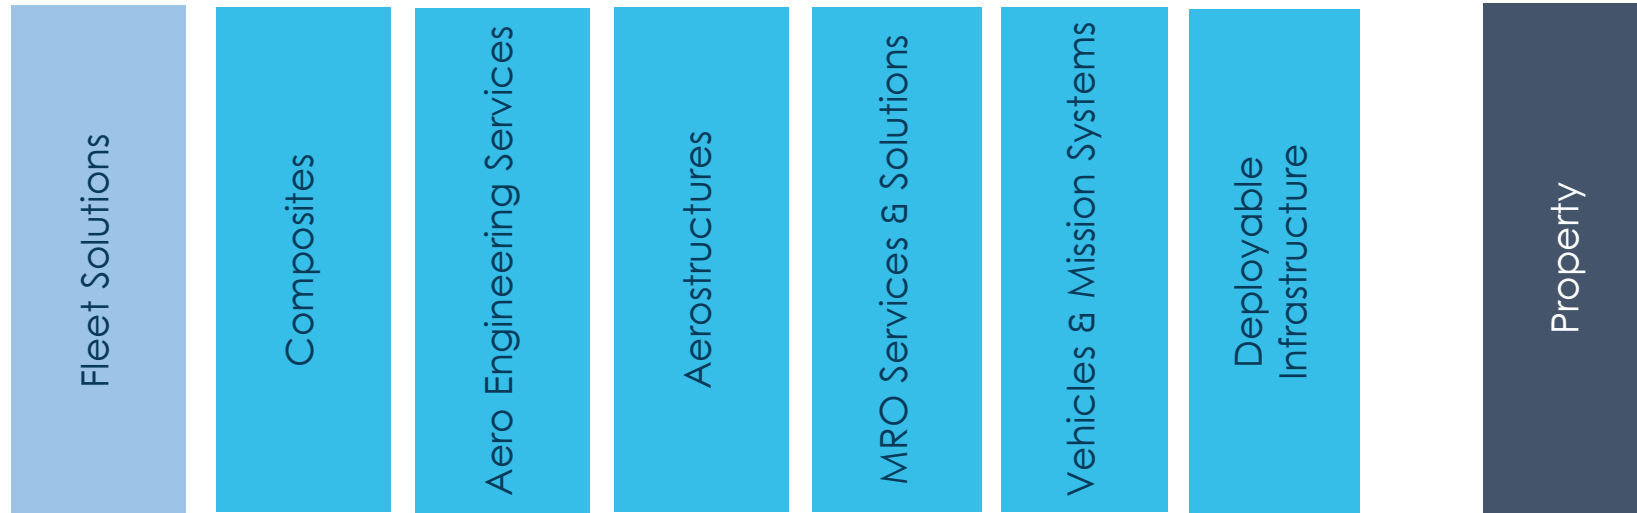 Fleet Solutions
Composites
Aero Engineering Services
Aerostructures
MRO Services & Solutions
Vehicles & Mission Systems
Deployable
Infrastructure
Property